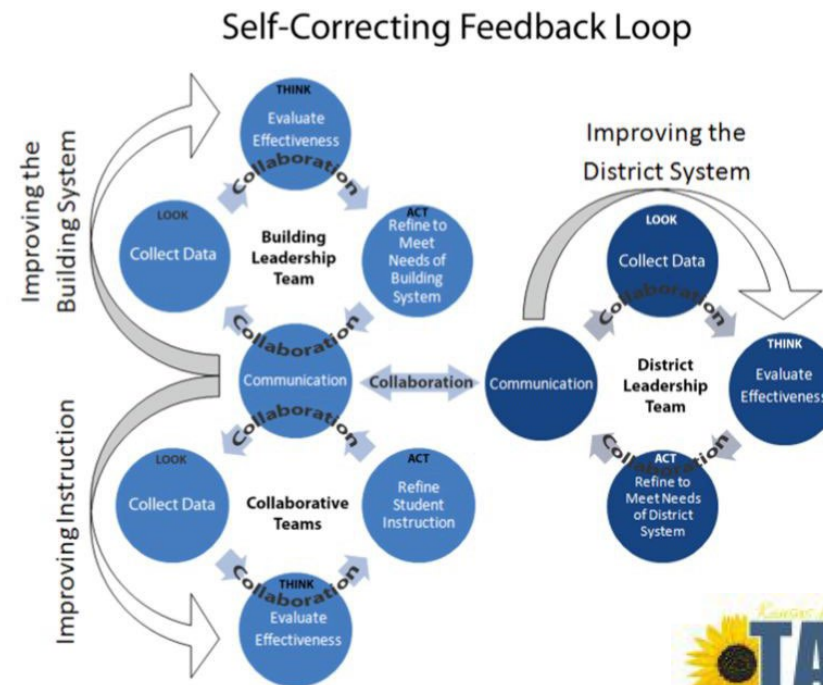 Self-Correcting Feedback Loop
Improving the
Building System
THINK
Evaluate
Effectiveness
Collaboration
LOOK
Collect Data
Building
Leadership
Team
ACT
Refine to
Meet
Needs of
Building
System
Collaboration
Communication
Collaboration
Collaboration
Improving Instruction
LOOK
Collect Data
Collaborative
Teams
ACT
Refine
Student
Instruction
Collaboration
THINK
Evaluate
Effectiveness
Improving the
District System
LOOK
Collect Data
Collaboration
Communication
District
Leadership
Team
THINK
Evaluate
Effectiveness
Collaboration
ACT
Refine to
Meet Needs
of District
System